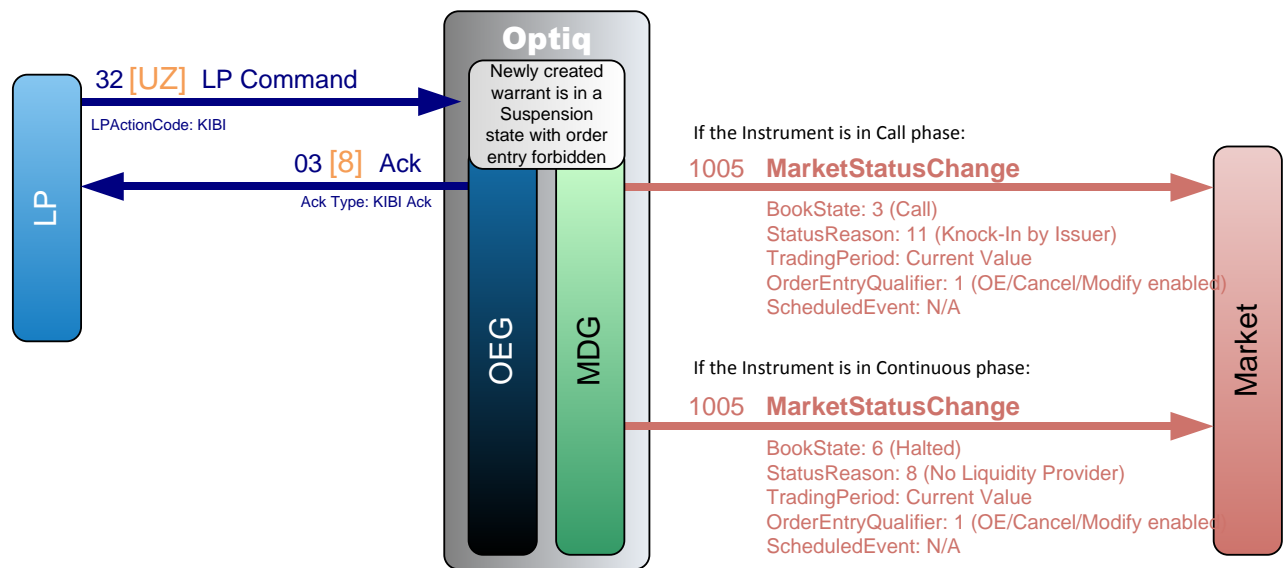 Optiq
32 [UZ] LP Command
LPActionCode: KIBI
Newly created
warrant is in a
Suspension
state with order
entry forbidden
03 [8] Ack
Ack Type: KIBI Ack
LP
OEG
MDG
If the Instrument is in Call phase:
1005 MarketStatusChange
BookState: 3 (Call)
StatusReason: 11 (Knock-In by Issuer)
TradingPeriod: Current Value
OrderEntryQualifier: 1 (OE/Cancel/Modify enabled)
ScheduledEvent: N/A
If the Instrument is in Continuous phase:
1005 MarketStatusChange
BookState: 6 (Halted)
StatusReason: 8 (No Liquidity Provider)
TradingPeriod: Current Value
OrderEntryQualifier: 1 (OE/Cancel/Modify enabled)
ScheduledEvent: N/A
Market